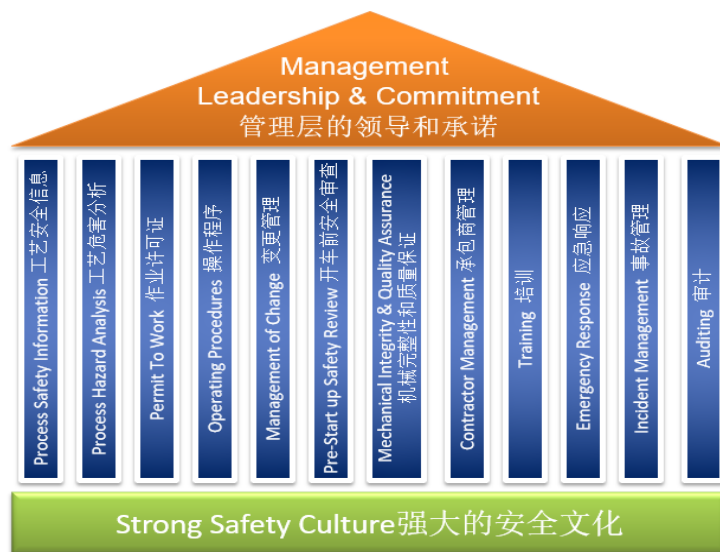 Management
Leadership & Commitment
管理层的领导和承诺
Process Safety Information 工艺安全信息
Process Hazard Analysis 工艺危害分析
Permit To Work 作业许可证
Operating Procedures 操作程序
Management of Change 变更管理
Pre-Start up Safety Review 开车前安全审查
Mechanical Integrity & Quality Assurance
机械完整性和质量保证
Contractor Management 承包商管理
Training 培训
Emergency Response 应急响应
Incident Management 事故管理
Auditing 审计
Strong Safety Culture强大的安全文化